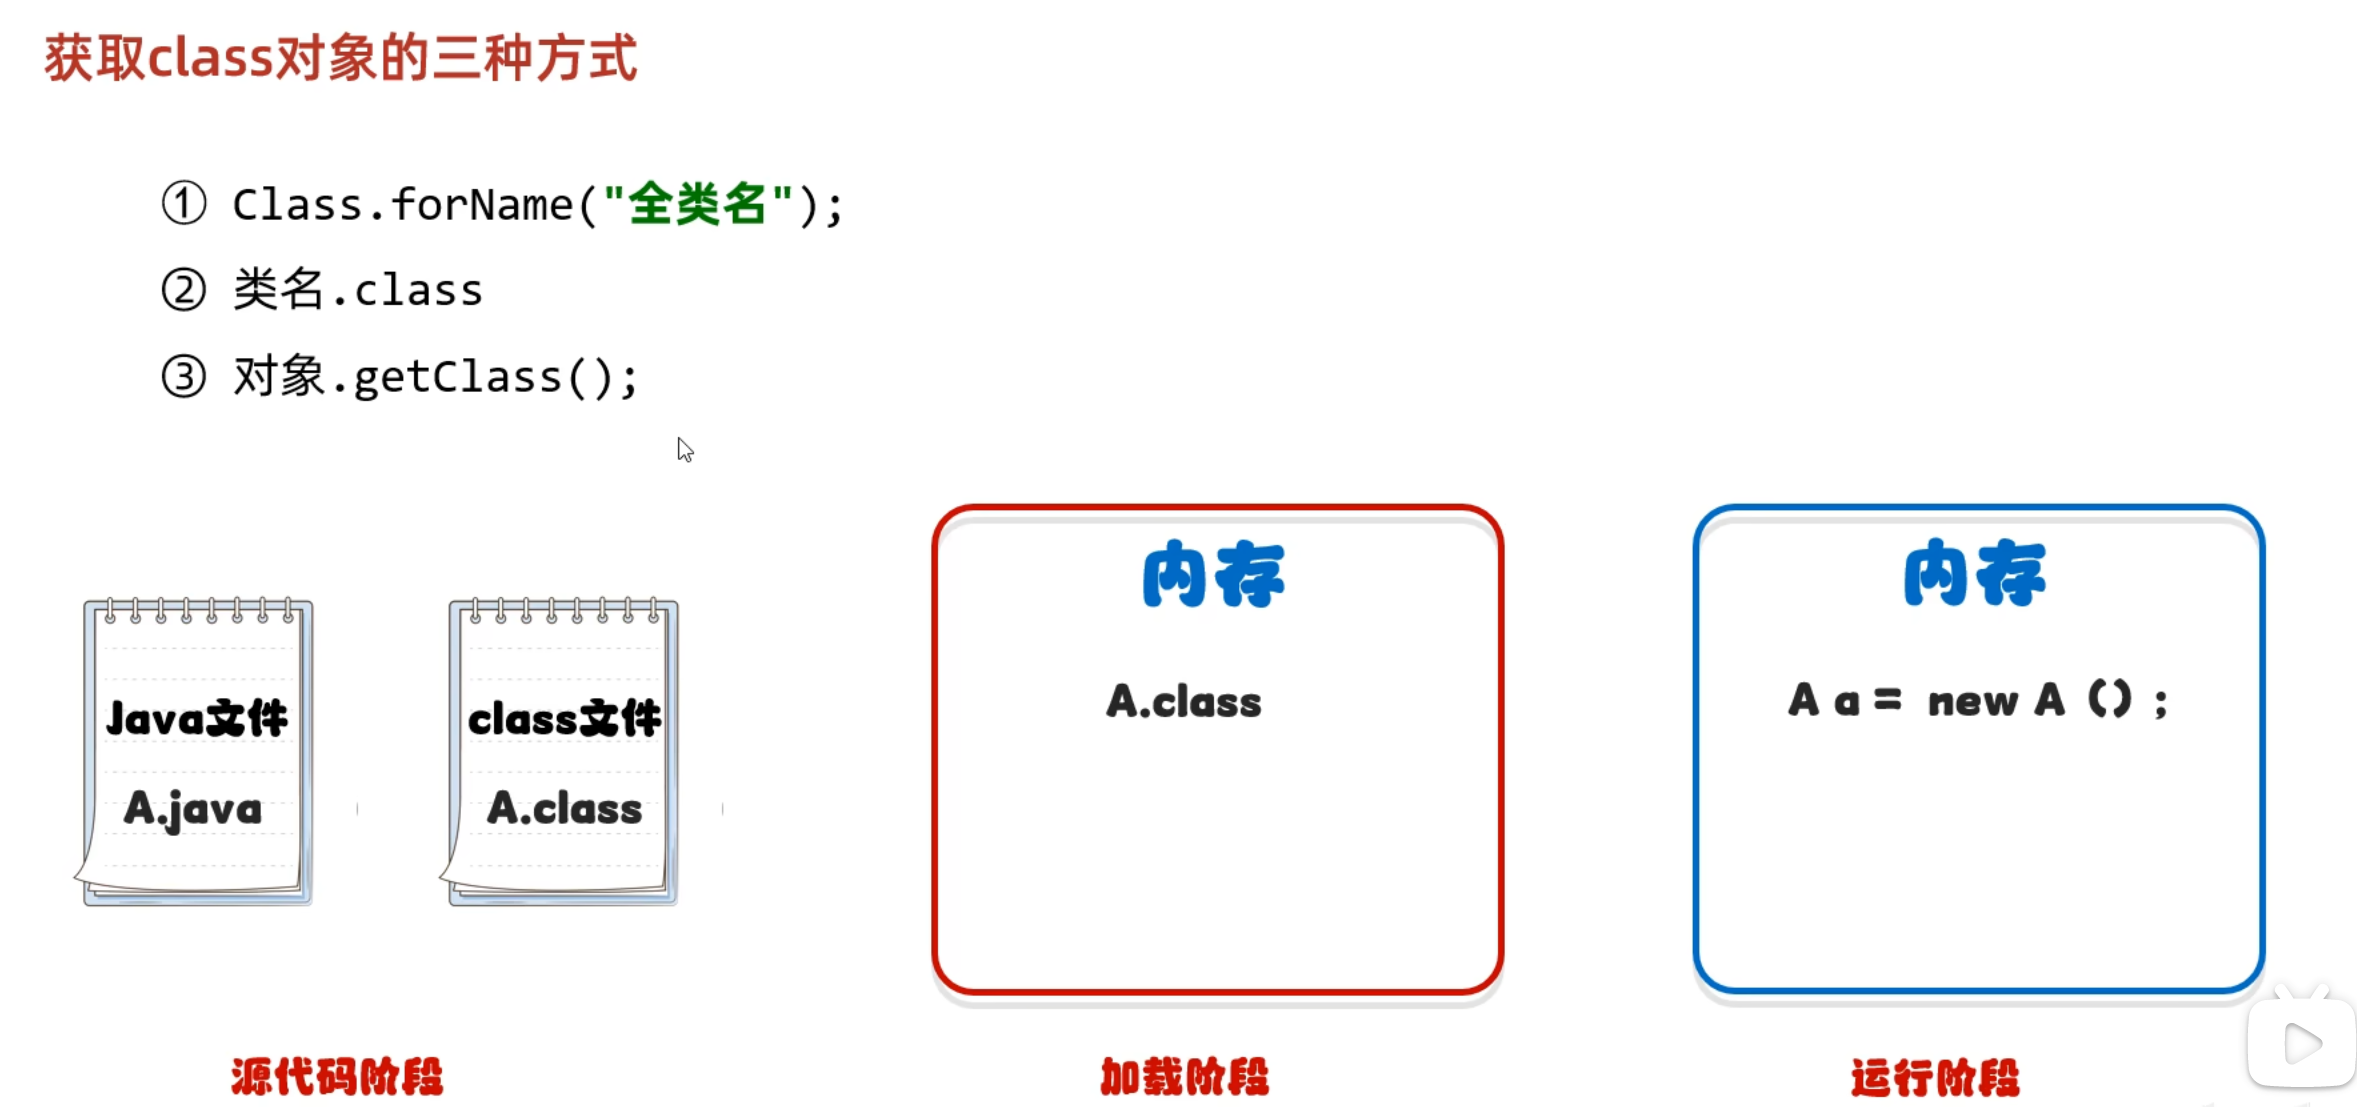 获取class对象的三种方式
① Class.forName("全类名");
② 类名.class
③ 对象.getClass();
Java文件
A.java
class文件
A.class
源代码阶段
内存
A.class
加载阶段
内存
A a = new A () ;
运行阶段